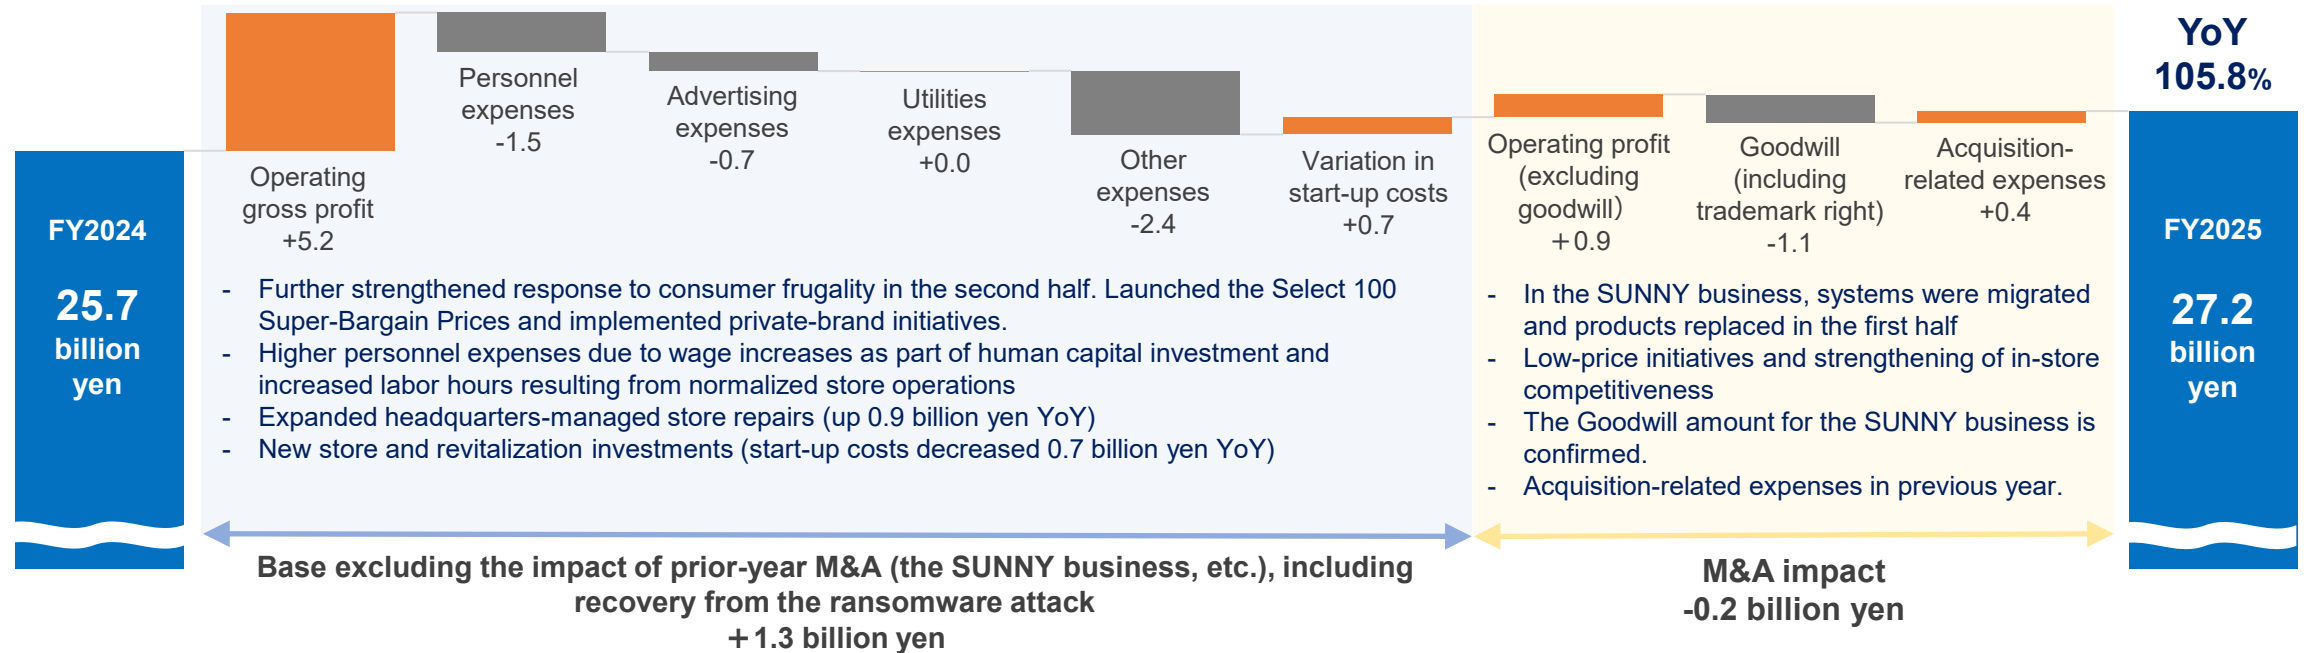 FY2024
25.7
billion
yen
Operating
gross profit
+5.2
Personnel
expenses
-1.5
Advertising
expenses
-0.7
Utilities
expenses
+0.0
Other
expenses
-2.4
Variation in
start-up costs
+0.7
Operating profit
(excluding
goodwill）
＋0.9
Goodwill
(including
trademark right)
-1.1
Acquisition-
related expenses
+0.4
YoY
105.8%
FY2025
27.2
billion
yen
- Further strengthened response to consumer frugality in the second half. Launched the Select 100
Super-Bargain Prices and implemented private-brand initiatives.
- Higher personnel expenses due to wage increases as part of human capital investment and
increased labor hours resulting from normalized store operations
- Expanded headquarters-managed store repairs (up 0.9 billion yen YoY)
- New store and revitalization investments (start-up costs decreased 0.7 billion yen YoY)
- In the SUNNY business, systems were migrated
and products replaced in the first half
- Low-price initiatives and strengthening of in-store
competitiveness
- The Goodwill amount for the SUNNY business is
confirmed.
- Acquisition-related expenses in previous year.
Base excluding the impact of prior-year M&A (the SUNNY business, etc.), including
recovery from the ransomware attack
＋1.3 billion yen
M&A impact
-0.2 billion yen